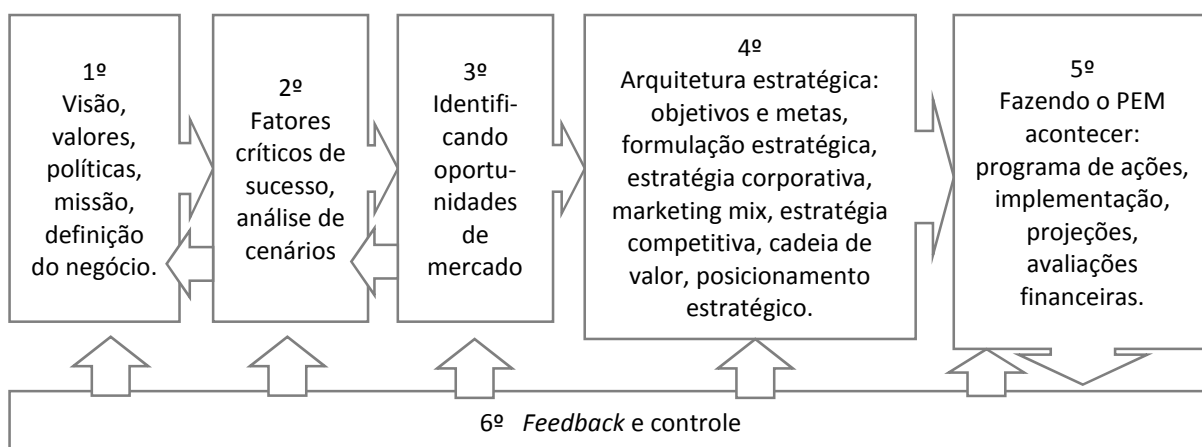 1º
Visão,
valores,
políticas,
missão,
definição
do negócio.
2º
Fatores
críticos de
sucesso,
análise de
cenários
3º
Identifi-
cando
oportu-
nidades
de
mercado
4º
Arquitetura estratégica:
objetivos e metas,
formulação estratégica,
estratégia corporativa,
marketing mix, estratégia
competitiva, cadeia de
valor, posicionamento
estratégico.
5º
Fazendo o PEM
acontecer:
programa de ações,
implementação,
projeções,
avaliações
financeiras.
6º Feedback e controle